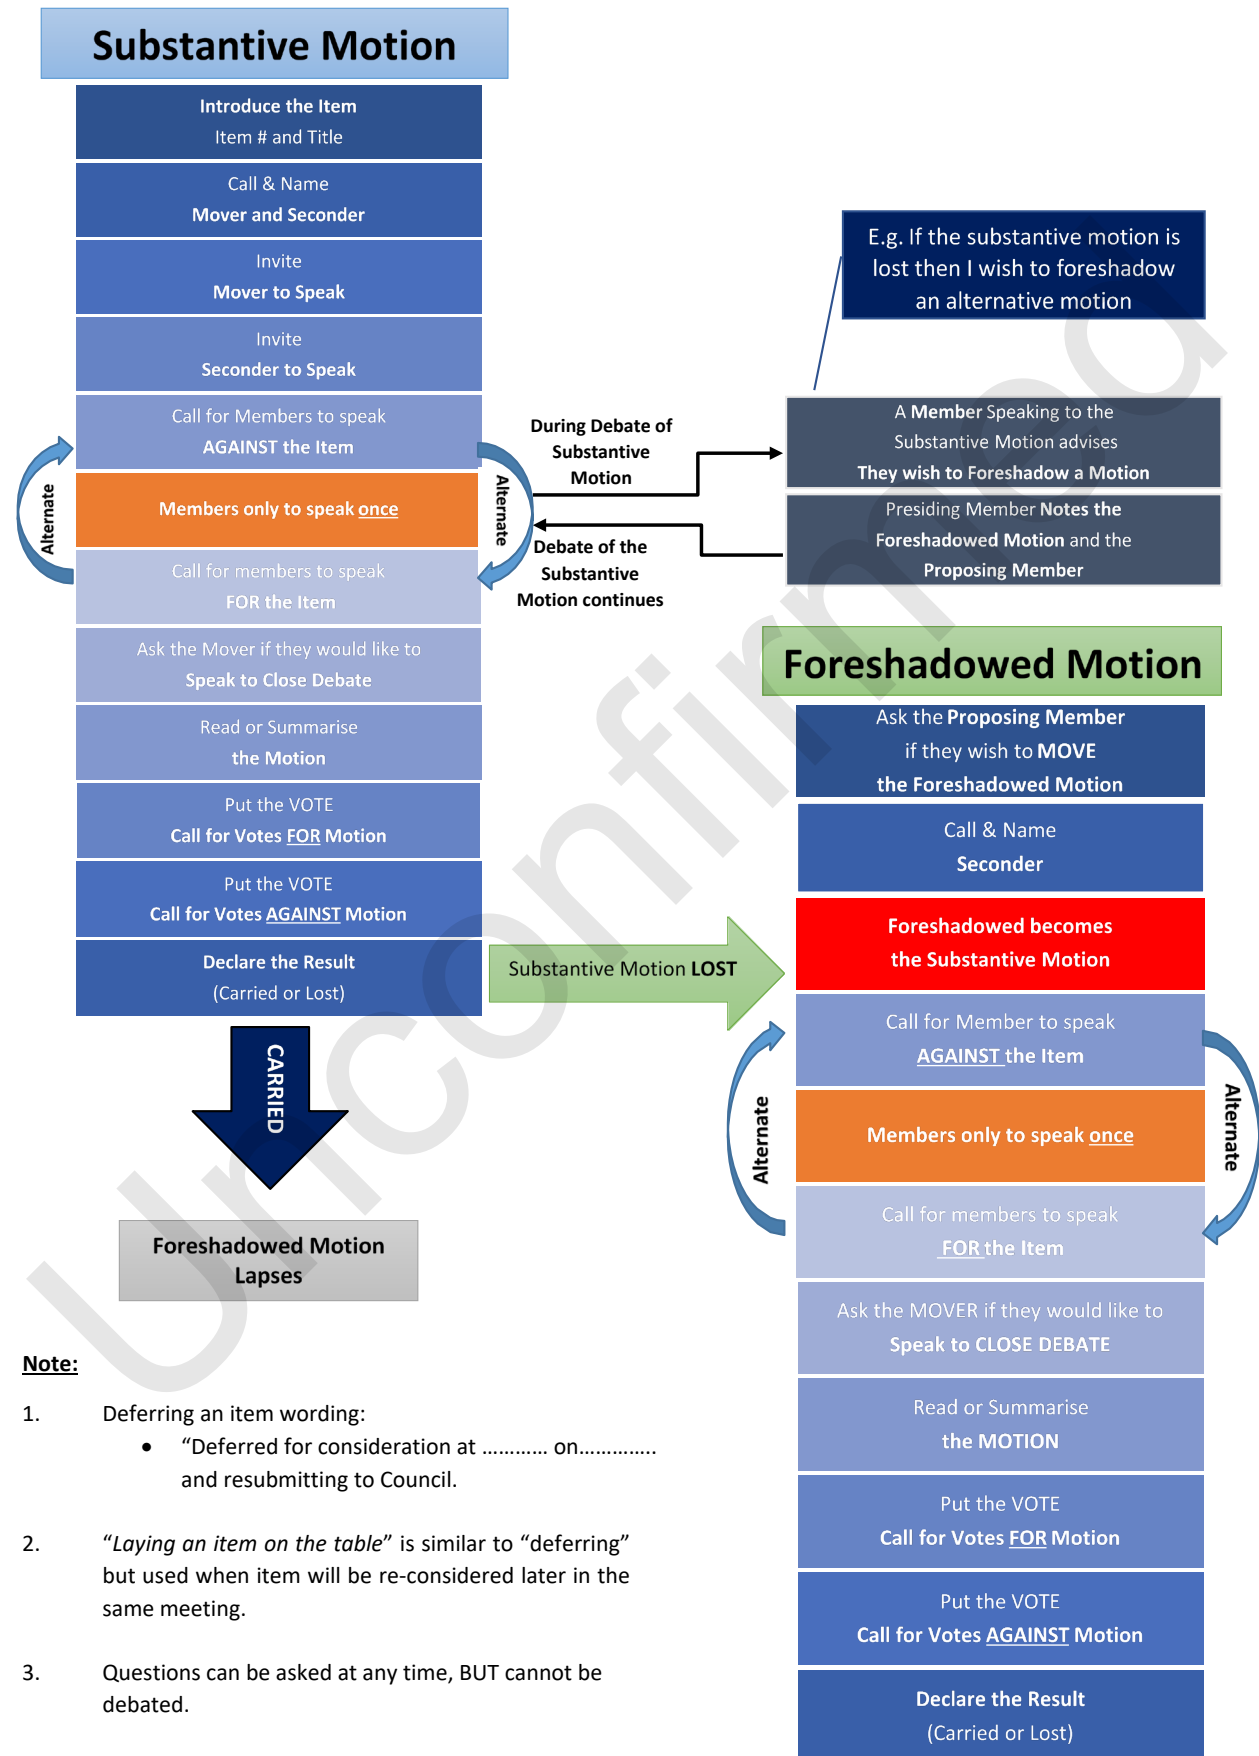 Substantive Motion
Introduce the Item
Item # and Title
Call & Name
Mover and Seconder
Invite
Mover to Speak
Invite
Seconder to Speak
Call for Members to speak
AGAINST the Item
Alternate
Members only to speak once
Alternate
Call for members to speak
FOR the Item
Ask the Mover if they would like to
Speak to Close Debate
Read or Summarise
the Motion
Put the VOTE
Call for Votes FOR Motion
Put the VOTE
Call for Votes AGAINST Motion
Declare the Result
(Carried or Lost)
CARRIED
Foreshadowed Motion
Lapses
During Debate of
Substantive
Motion
Debate of the
Substantive
Motion continues
E.g. If the substantive motion is
lost then I wish to foreshadow
an alternative motion
A Member Speaking to the
Substantive Motion advises
They wish to Foreshadow a Motion
Presiding Member Notes the
Foreshadowed Motion and the
Proposing Member
Substantive Motion LOST
Foreshadowed Motion
Ask the Proposing Member
if they wish to MOVE
the Foreshadowed Motion
Call & Name
Seconder
Foreshadowed becomes
the Substantive Motion
Call for Member to speak
AGAINST the Item
Alternate
Members only to speak once
Alternate
Call for members to speak
FOR the Item
Ask the MOVER if they would like to
Speak to CLOSE DEBATE
Read or Summarise
the MOTION
Put the VOTE
Call for Votes FOR Motion
Put the VOTE
Call for Votes AGAINST Motion
Declare the Result
(Carried or Lost)
Note:
1. Deferring an item wording:
• “Deferred for consideration at ………… on…………..
and resubmitting to Council.
2. “Laying an item on the table” is similar to “deferring”
but used when item will be re-considered later in the
same meeting.
3. Questions can be asked at any time, BUT cannot be
debated.
Unconfirmed